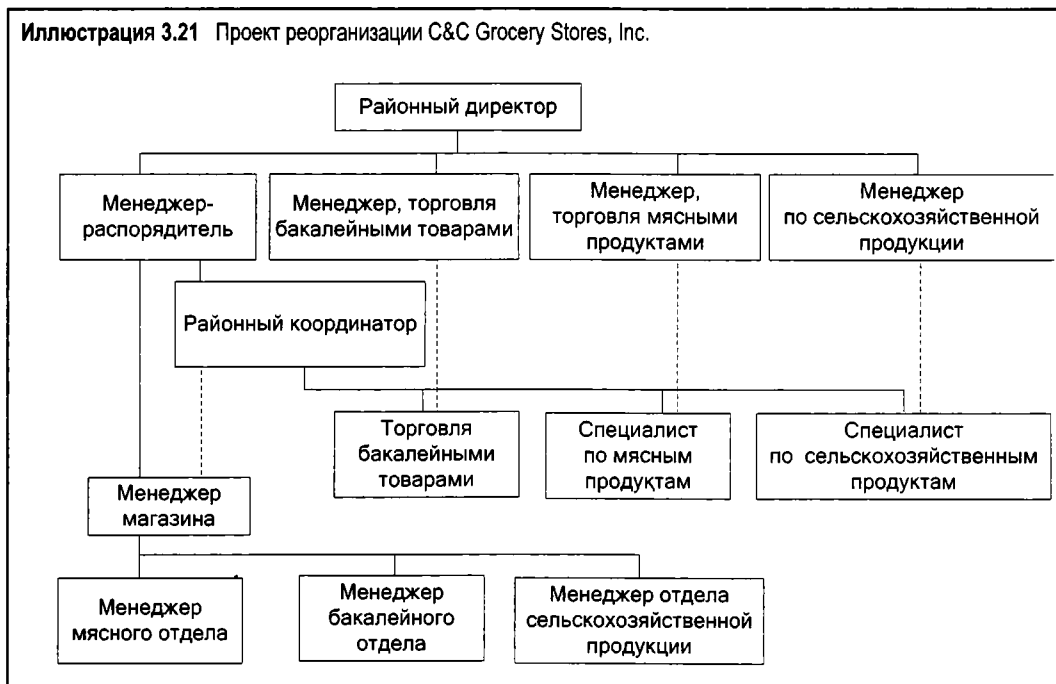 Иллюстрация 3.21 Проект реорганизации C&C Grocery Stores, Inc.
Районный директор
Менеджер-
распорядитель
Менеджер, торговля
бакалейными товарами
Менеджер,
торговля мясными
продуктами
Менеджер
по сельскохозяйственной
продукции
Районный координатор
Торговля
бакалейными
товарами
Специалист
по мясным
продуктам
Специалист
по сельскохозяйственным
продуктам
Менеджер
магазина
Менеджер
мясного отдела
Менеджер
бакалейного
отдела
Менеджер отдела
сельскохозяйственной
продукции